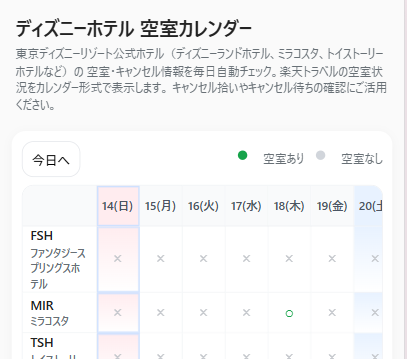 ディズニーホテル 空室カレンダー
東京ディズニーリゾート公式ホテル（ディズニーランドホテル、ミラコスタ、トイストーリー
ホテルなど）の 空室・キャンセル情報を毎日自動チェック。楽天トラベルの空室状
況をカレンダー形式で表示します。 キャンセル拾いやキャンセル待ちの確認にご活用
ください。
今日へ 空室あり 空室なし
14(日) 15(月) 16(火) 17(水) 18(木) 19(金) 20(土
FSH
ファンタジース
プリングスホ
テル
× × × × × × ×
MIR
ミラコスタ
× × × × ○ × ×
TSH
トイストーリー
× × × × × × ×